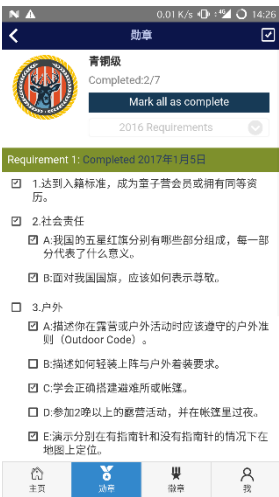 0.01 K/s 4G 14:26
勋章
青铜级
Completed:2/7
Mark all as complete
2016 Requirements
Requirement 1: Completed 2017年1月5日
1.达到入籍标准，成为童子营会员或拥有同等资
历。
2.社会责任
A:我国的五星红旗分别有哪些部分组成，每一部
分代表了什么意义。
B:面对我国国旗，应该如何表示尊敬。
3.户外
A:描述你在露营或户外活动时应该遵守的户外准
则（Outdoor Code）。
B:描述如何轻装上阵与户外着装要求。
C:学会正确搭建避难所或帐篷。
D:参加2晚以上的露营活动，并在帐篷里过夜。
E:演示分别在有指南针和没有指南针的情况下在
地图上定位。
主页 勋章 徽章 我